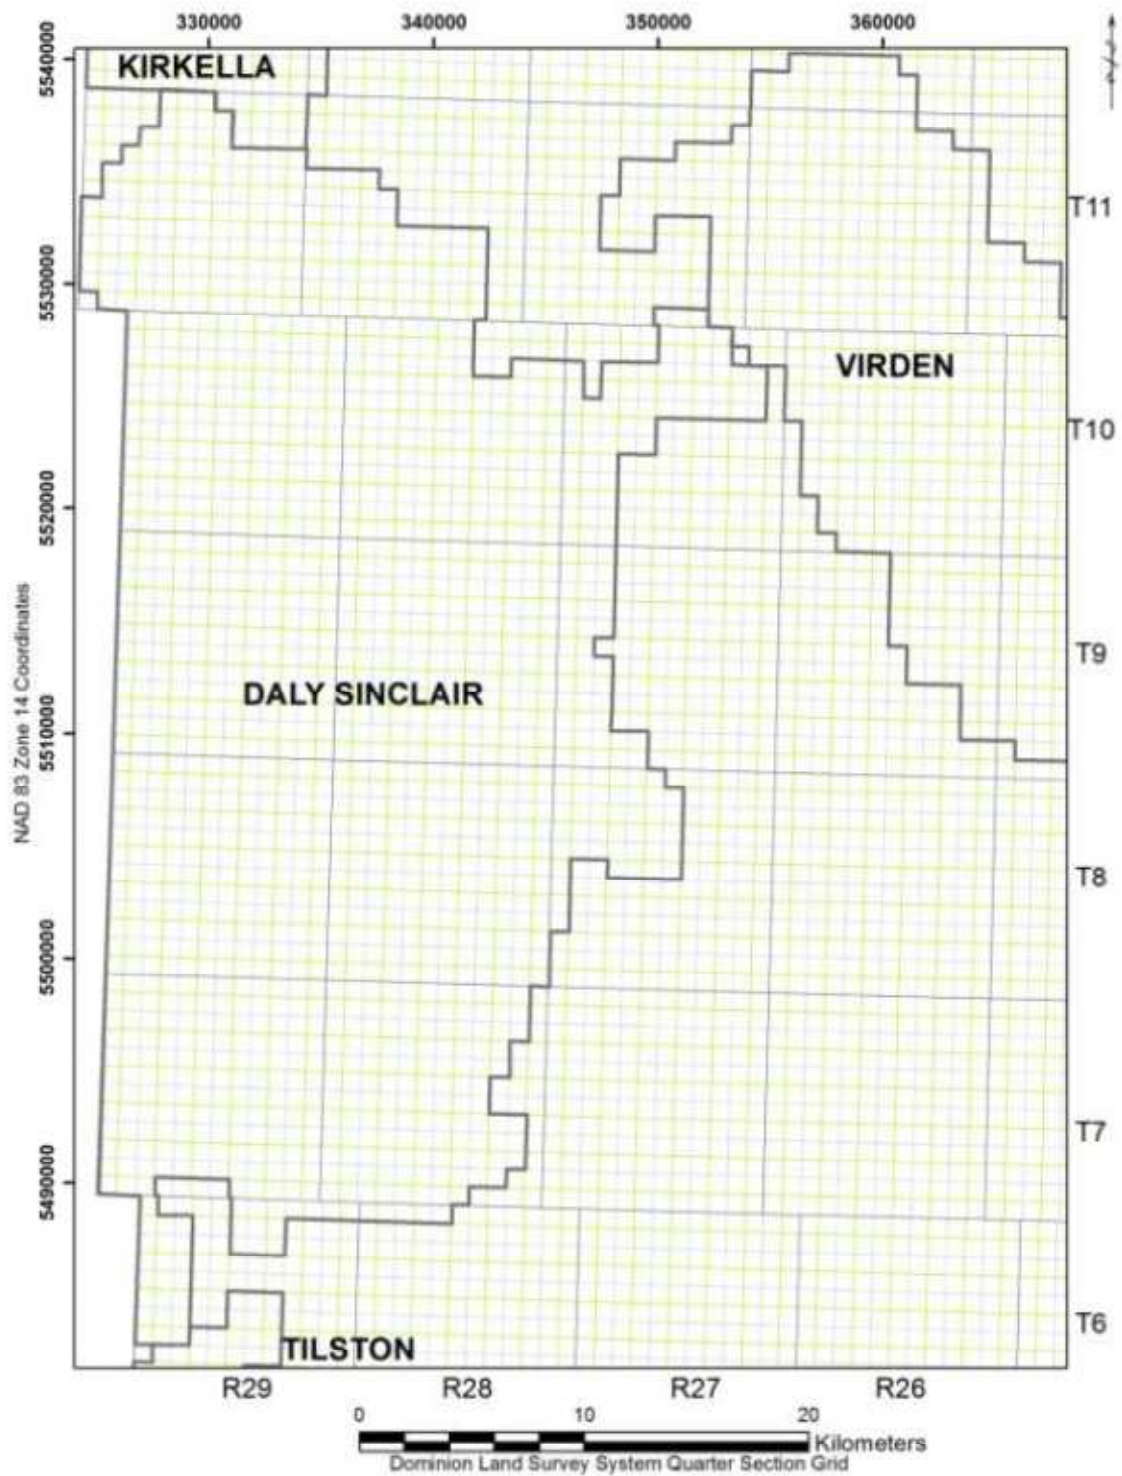 330000 340000 350000 360000
5540000
KIRKELLA
T11
5530000
VIRDEN
T10
5520000
NAD 83 Zone 14 Coordinates
T9
DALY SINCLAIR
5510000
T8
5500000
T7
5490000
T6
TILSTON
R29 R28 R27 R26
0 10 20
Kilometers
Dominion Land Survey System Quarter Section Grid